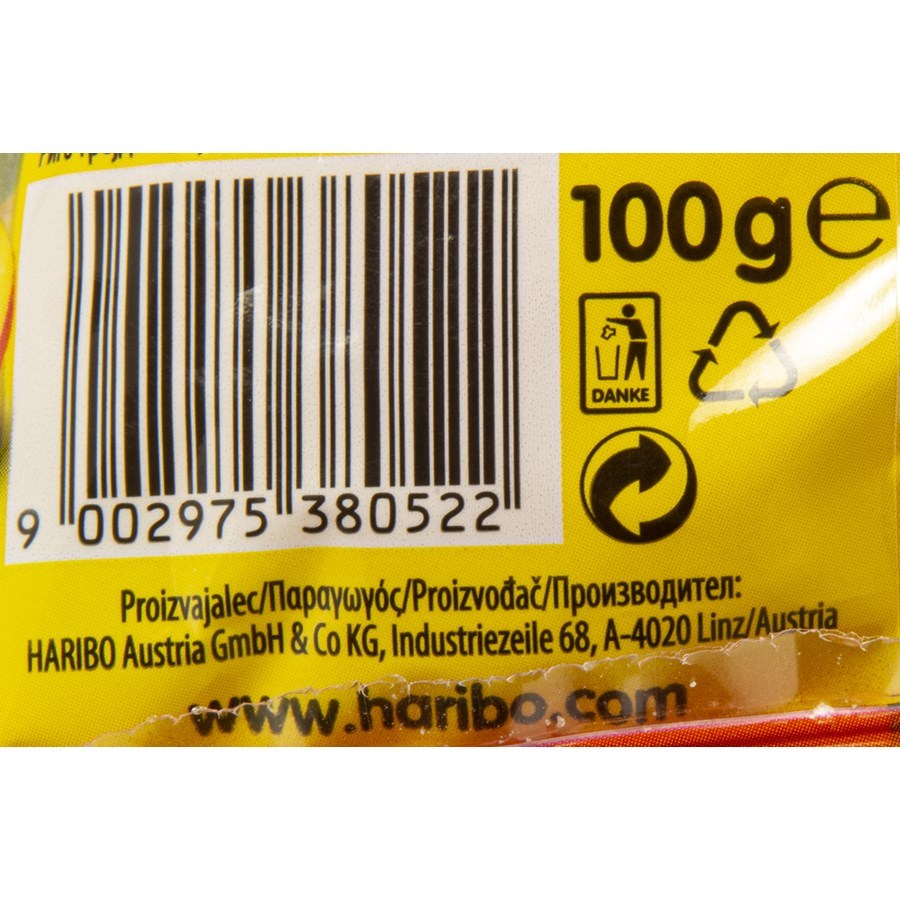 100 g e
DANKE
9 002975 380522
Proizvajalec/Παραγωγός/Proizvođač/Производител:
HARIBO Austria GmbH & Co KG, Industriezeile 68, A-4020 Linz/Austria
www.haribo.com